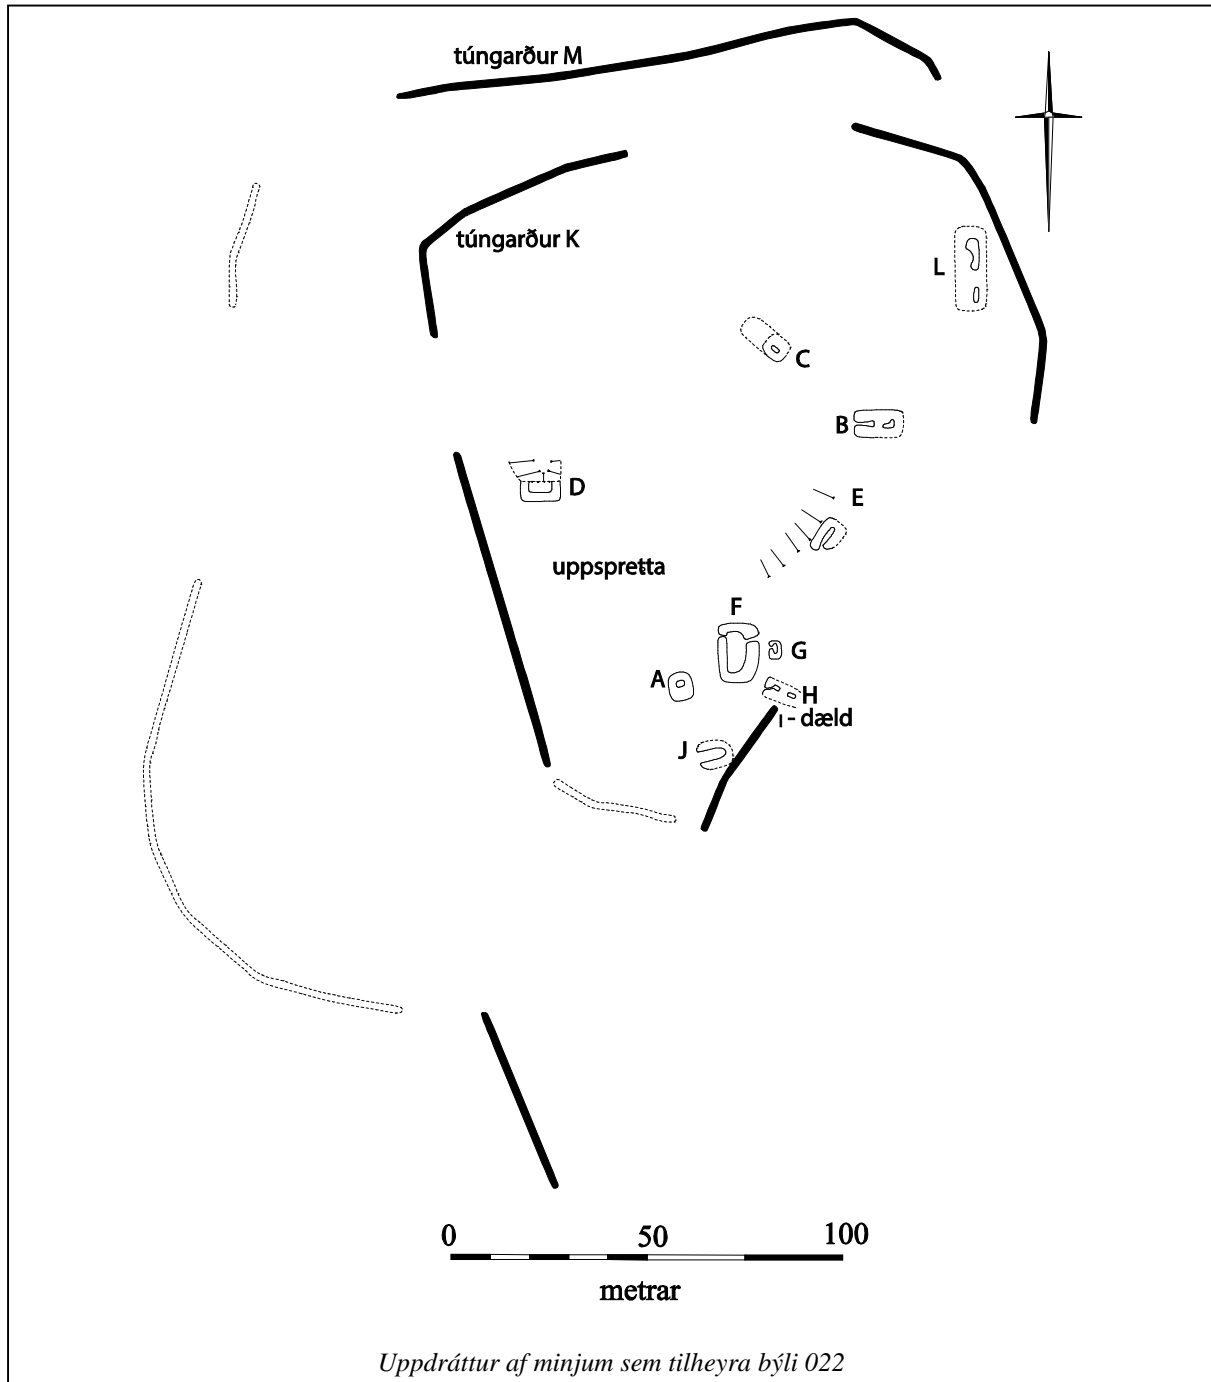 túngarður M
túngarður K
L
C
B
D
E
uppspretta
F
G
A
H
I - dæld
J
0 50 100
metrar
Uppdráttur af minjum sem tilheyra býli 022